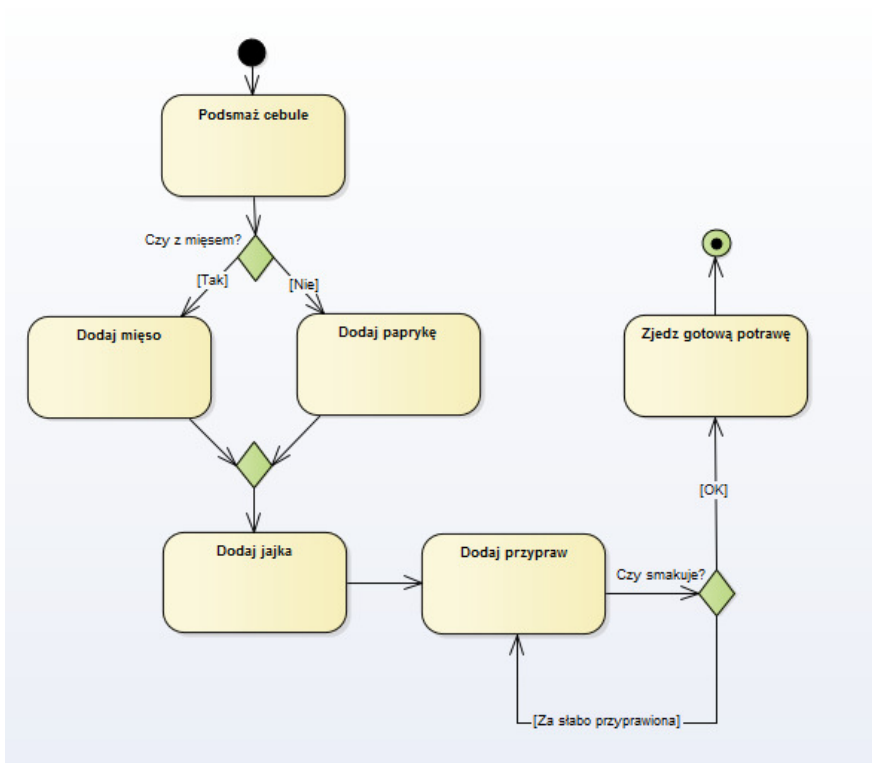 Podsmaż cebule
Czy z mięsem?
[Tak]
[Nie]
Dodaj mięso
Dodaj paprykę
Zjedz gotową potrawę
[OK]
Dodaj jajka
Dodaj przypraw
Czy smakuje?
[Za słabo przyprawiona]